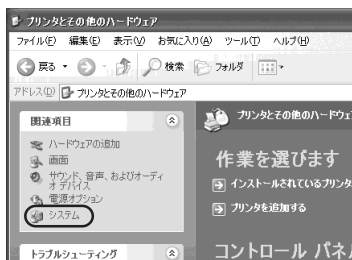 プリンタとその他のハードウェア
ファイル(F) 編集(E) 表示(V) お気に入り(A) ツール(T) ヘルプ(H)
戻る 検索 フォルダ
アドレス(D) プリンタとその他のハードウェア
関連項目
ハードウェアの追加
画面
サウンド、音声、およびオーディ
オ デバイス
電源オプション
システム
トラブルシューティング
プリンタとその他のハードウェ
作業を選びます
インストールされているプリンタ
プリンタを追加する
コントロール パネ